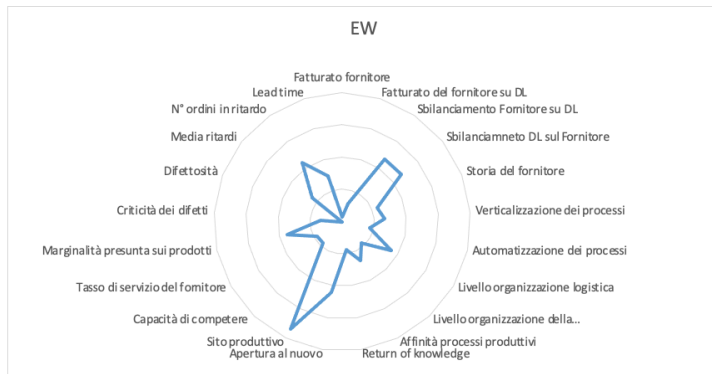 EW
Fatturato fornitore
Fatturato del fornitore su DL
Sbilanciamento Fornitore su DL
Sbilanciamneto DL sul Fornitore
Storia del fornitore
Verticalizzazione dei processi
Automatizzazione dei processi
Livello organizzazione logistica
Livello organizzazione della...
Affinità processi produttivi
Return of knowledge
Apertura al nuovo
Sito produttivo
Capacità di competere
Tasso di servizio del fornitore
Marginalità presunta sui prodotti
Criticità dei difetti
Difettosità
Media ritardi
N° ordini in ritardo
Lead time